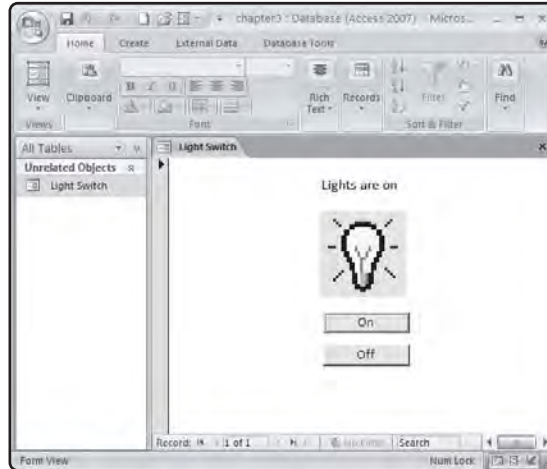 chapter3 : Database (Access 2007) Micros...
Home Create External Data Database Tools
View
Clipboard
B I U
Rich Text
Records
Filter
Find
Views
Font
Sort & Filter
All Tables
Light Switch
Unrelated Objects
Light Switch
Lights are on
On
Off
Record: 1 of 1 No Filter Search
Form View
Num Lock